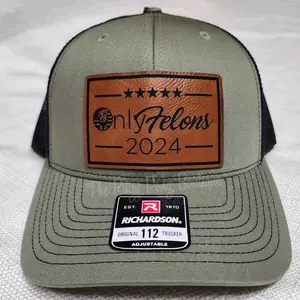 OnlyFelons
2024
EST. 1970
R
RICHARDSON®
ORIGINAL 112 TRUCKER
ADJUSTABLE